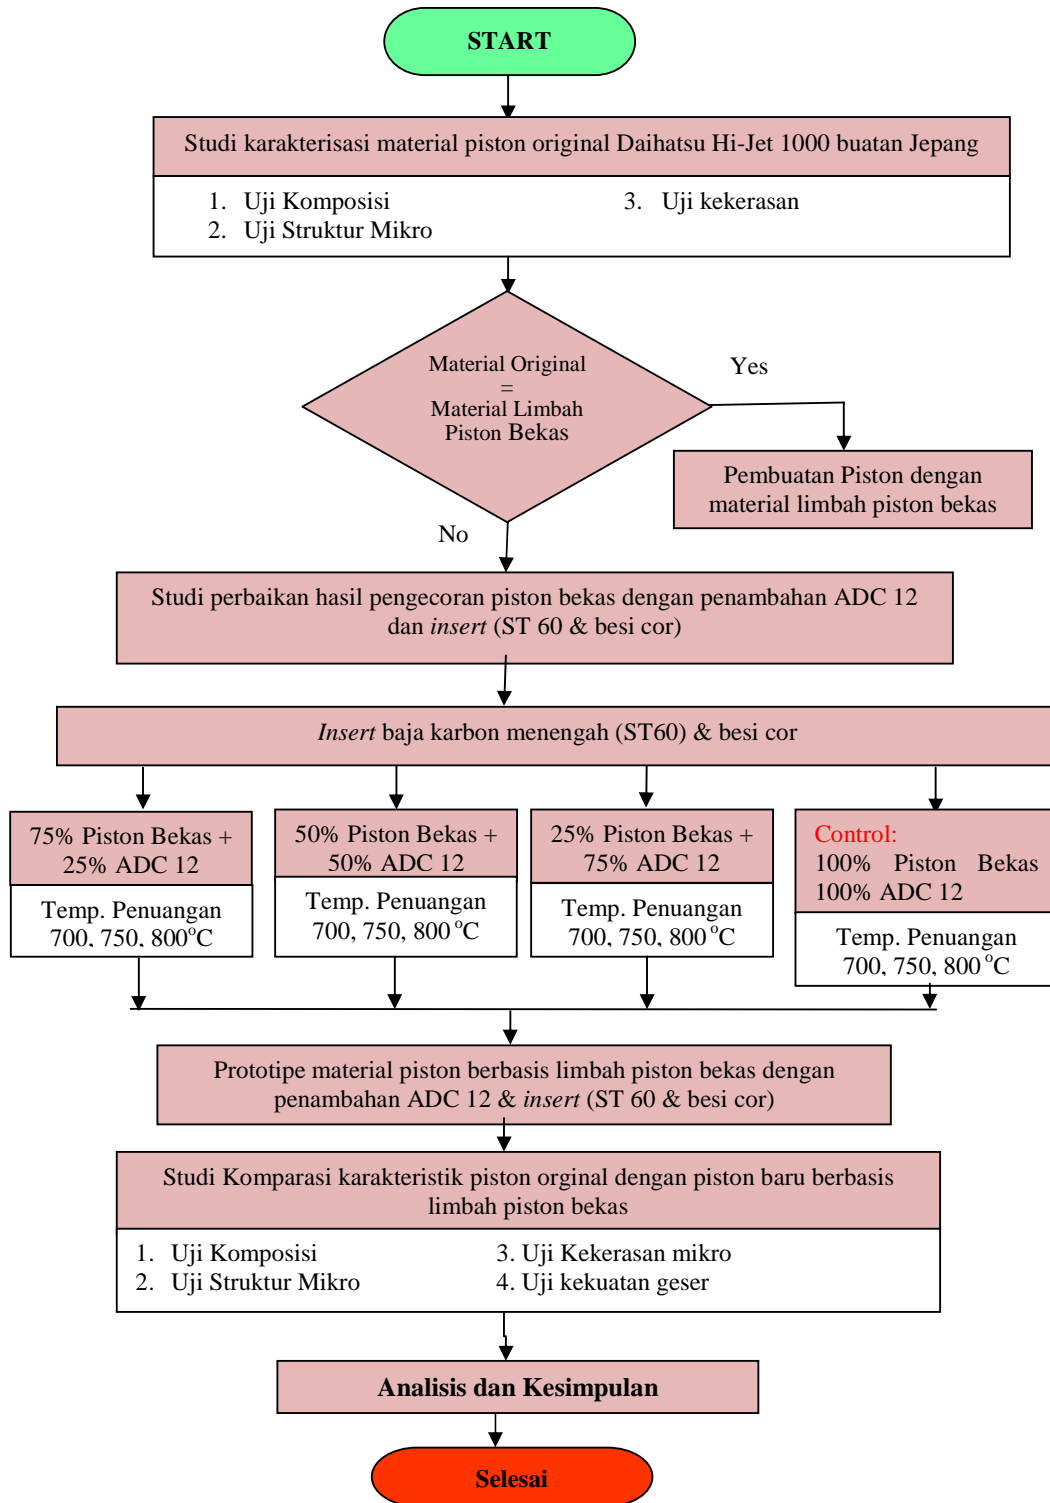 START
Studi karakterisasi material piston original Daihatsu Hi-Jet 1000 buatan Jepang
1. Uji Komposisi
2. Uji Struktur Mikro
3. Uji kekerasan
Material Original
=
Material Limbah
Piston Bekas
Yes
Pembuatan Piston dengan
material limbah piston bekas
No
Studi perbaikan hasil pengecoran piston bekas dengan penambahan ADC 12
dan insert (ST 60 & besi cor)
Insert baja karbon menengah (ST60) & besi cor
75% Piston Bekas +
25% ADC 12
Temp. Penuangan
700, 750, 800°C
50% Piston Bekas +
50% ADC 12
Temp. Penuangan
700, 750, 800 °C
25% Piston Bekas +
75% ADC 12
Temp. Penuangan
700, 750, 800 °C
Control:
100% Piston Bekas
100% ADC 12
Temp. Penuangan
700, 750, 800 °C
Prototipe material piston berbasis limbah piston bekas dengan
penambahan ADC 12 & insert (ST 60 & besi cor)
Studi Komparasi karakteristik piston orginal dengan piston baru berbasis
limbah piston bekas
1. Uji Komposisi
2. Uji Struktur Mikro
3. Uji Kekerasan mikro
4. Uji kekuatan geser
Analisis dan Kesimpulan
Selesai